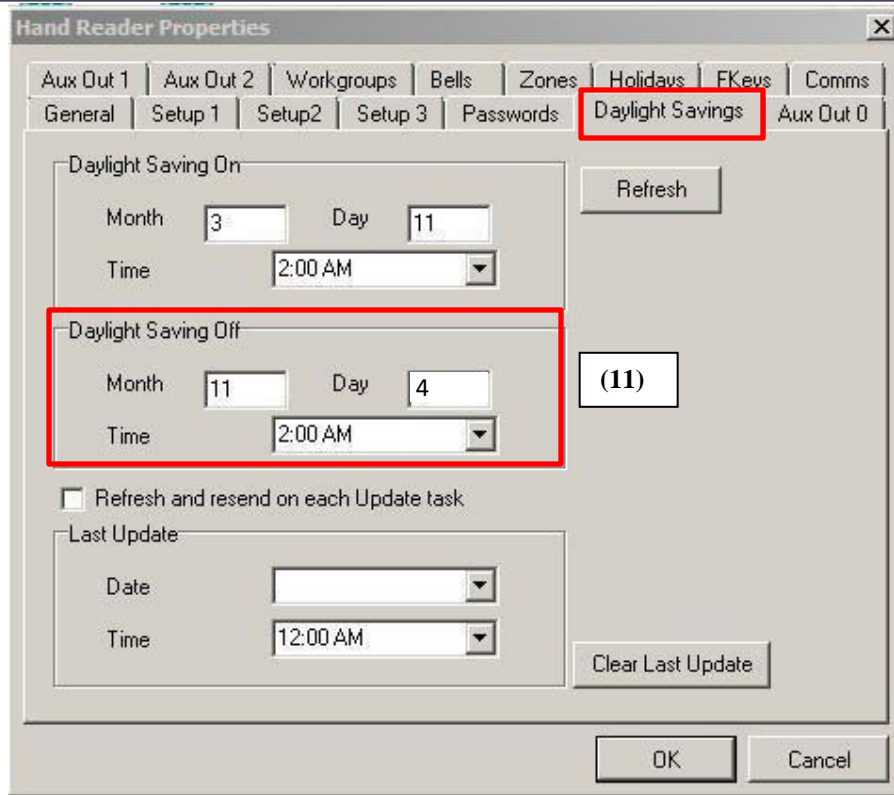 Hand Reader Properties
Aux Out 1 Aux Out 2 Workgroups Bells Zones Holidays FKeys Comms
General Setup 1 Setup2 Setup 3 Passwords Daylight Savings Aux Out 0
Daylight Saving On
Refresh
Month 3 Day 11
Time 2:00 AM
Daylight Saving Off
Month 11 Day 4
(11)
Time 2:00 AM
Refresh and resend on each Update task
Last Update
Date
Time 12:00 AM
Clear Last Update
OK Cancel